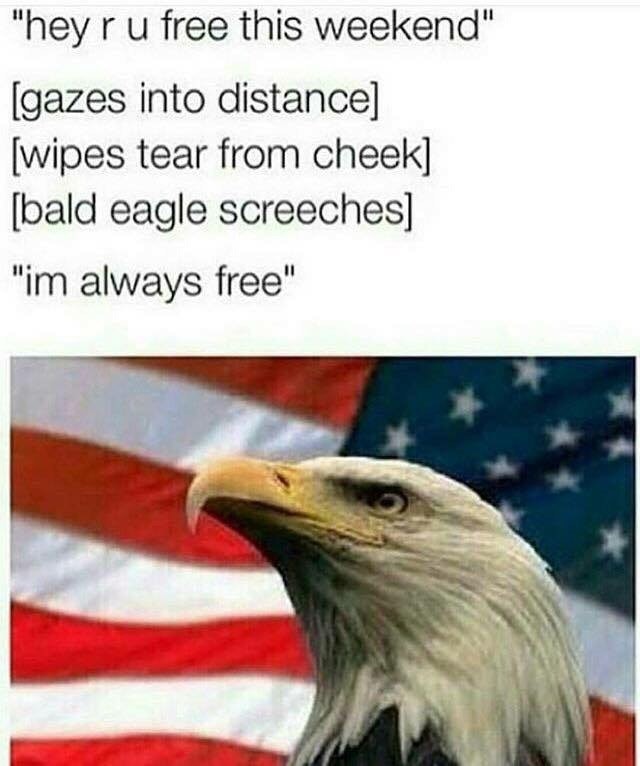 "hey r u free this weekend"
[gazes into distance]
[wipes tear from cheek]
[bald eagle screeches]
"im always free"